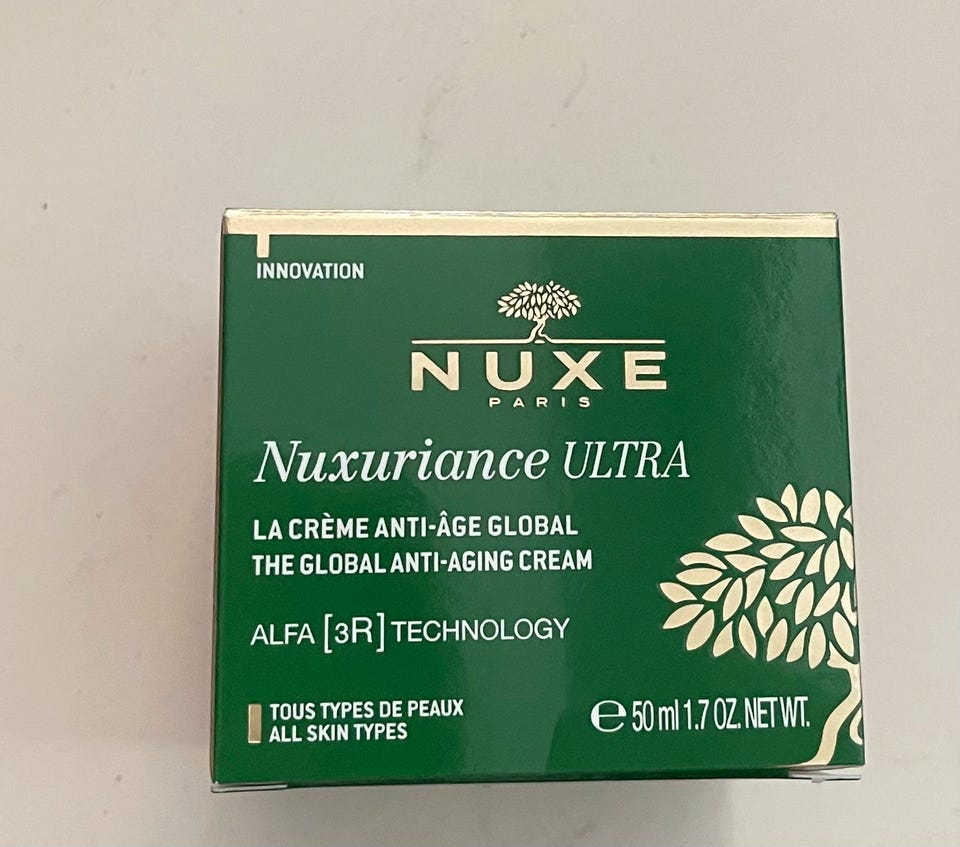 INNOVATION
NUXE
PARIS
Nuxuriance ULTRA
LA CRÈME ANTI-ÂGE GLOBAL
THE GLOBAL ANTI-AGING CREAM
ALFA [3R] TECHNOLOGY
TOUS TYPES DE PEAUX
ALL SKIN TYPES
℮ 50 ml 1.7 OZ. NET WT.